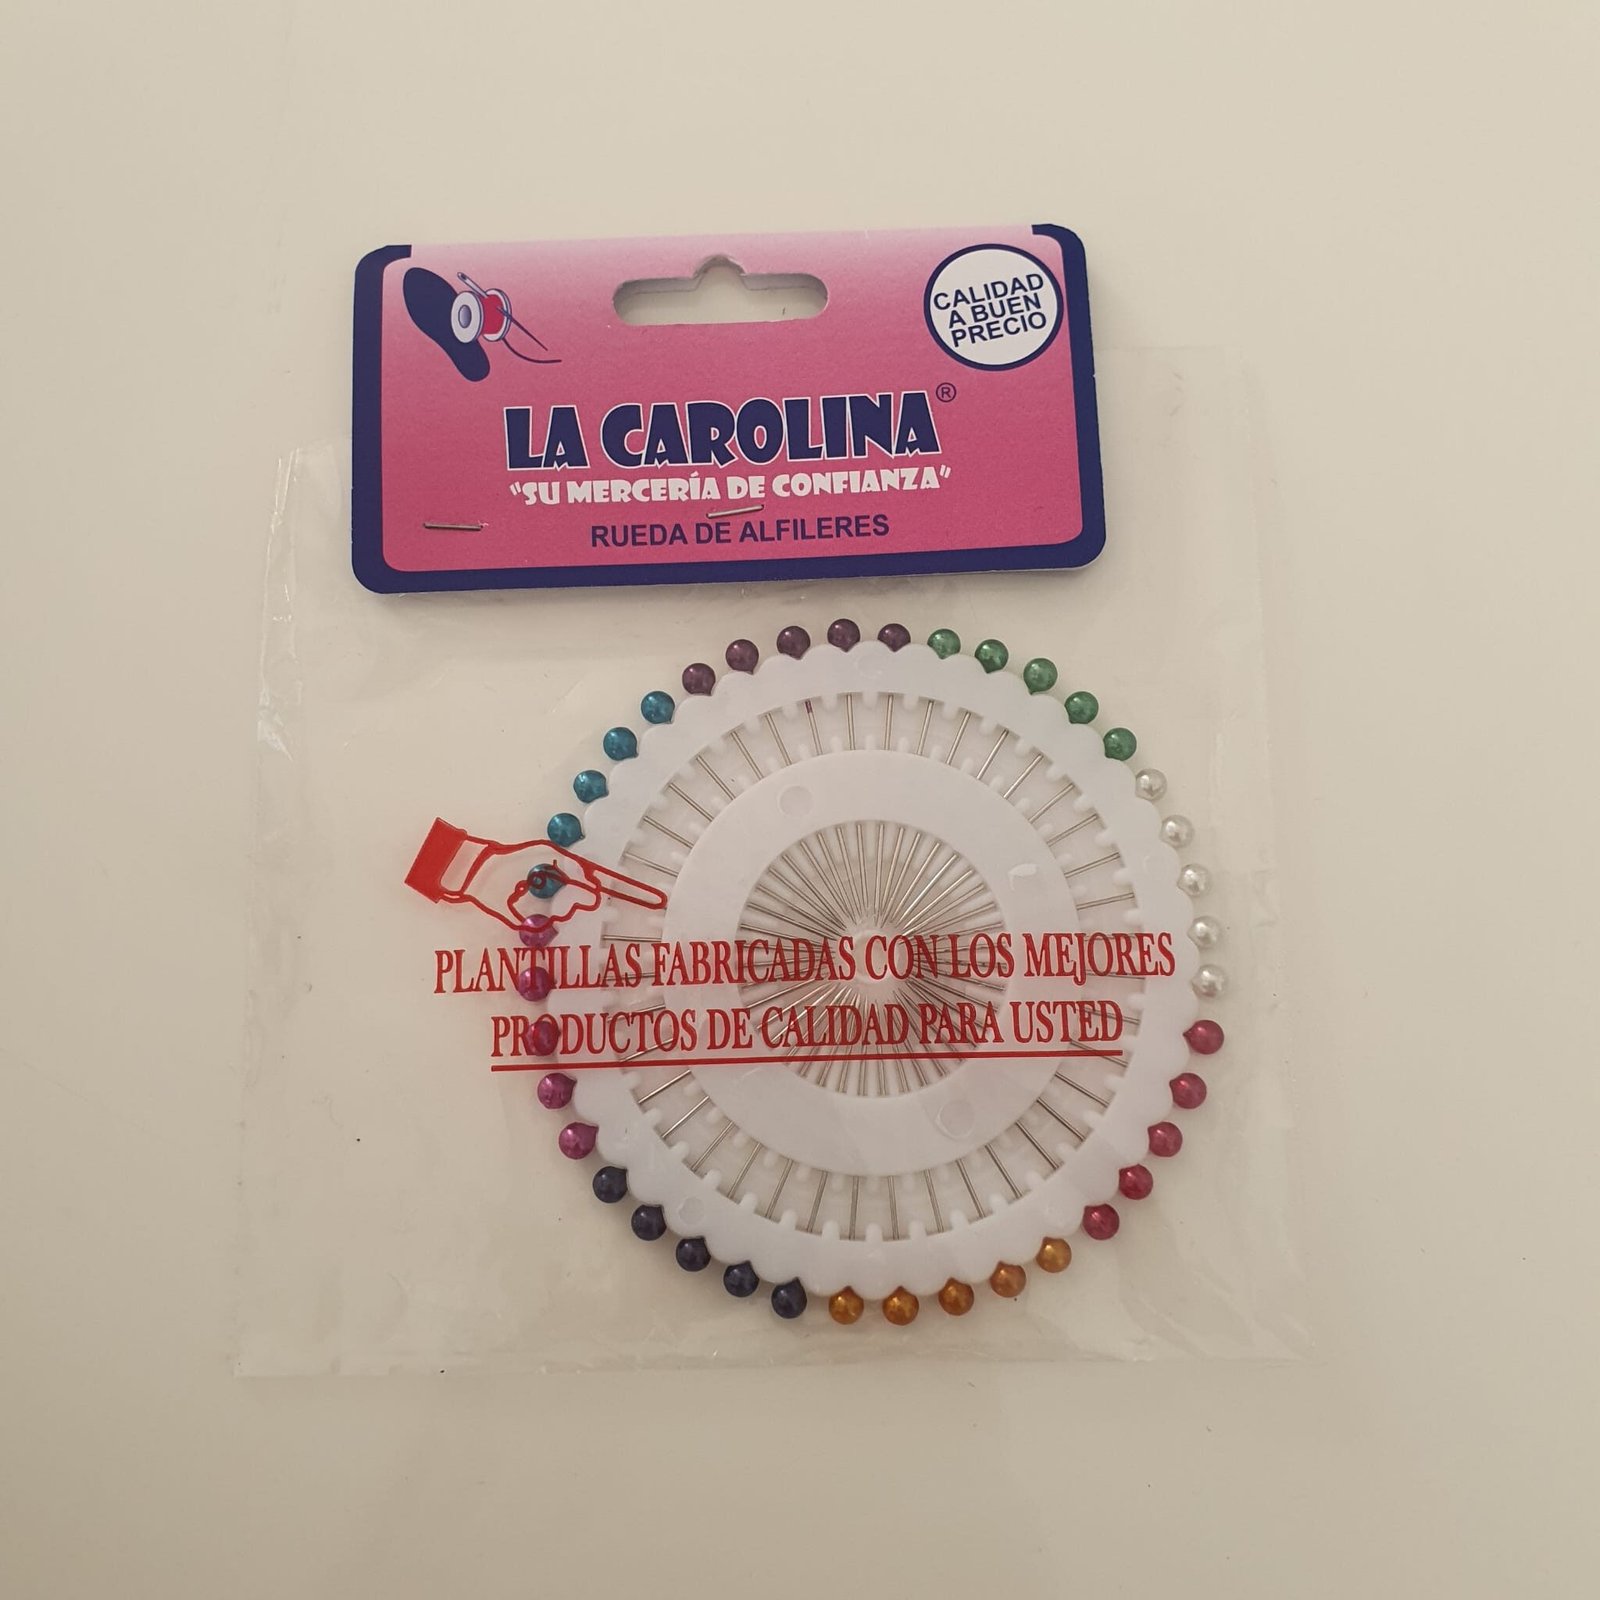 CALIDAD
A BUEN
PRECIO
LA CAROLINA®
"SU MERCERÍA DE CONFIANZA"
RUEDA DE ALFILERES
PLANTILLAS FABRICADAS CON LOS MEJORES
PRODUCTOS DE CALIDAD PARA USTED